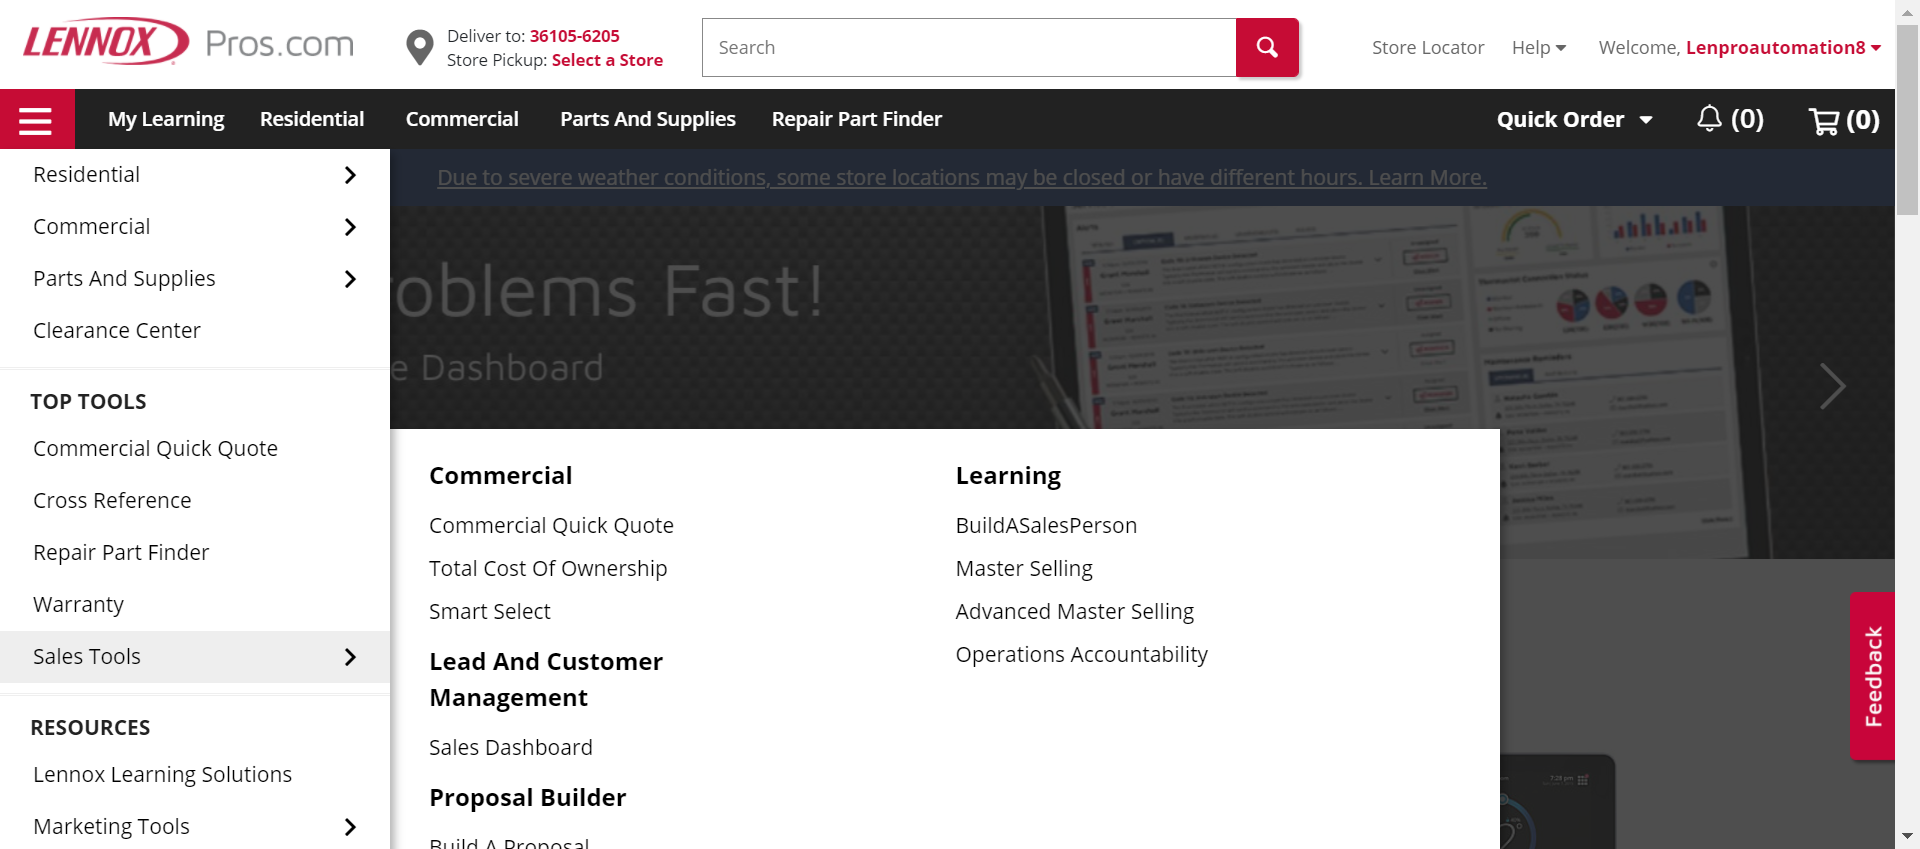 LENNOX Pros.com
Deliver to: 36105-6205
Store Pickup: Select a Store
Search
Store Locator
Help
Welcome, Lenproautomation8
My Learning
Residential
Commercial
Parts And Supplies
Repair Part Finder
Quick Order
(0)
(0)
Residential
Commercial
Parts And Supplies
Clearance Center
TOP TOOLS
Commercial Quick Quote
Cross Reference
Repair Part Finder
Warranty
Sales Tools
RESOURCES
Lennox Learning Solutions
Marketing Tools
Due to severe weather conditions, some store locations may be closed or have different hours. Learn More.
oblems Fast!
e Dashboard
Commercial
Commercial Quick Quote
Total Cost Of Ownership
Smart Select
Lead And Customer
Management
Sales Dashboard
Proposal Builder
Build A Proposal
Learning
BuildASalesPerson
Master Selling
Advanced Master Selling
Operations Accountability
Feedback
7:28 pm